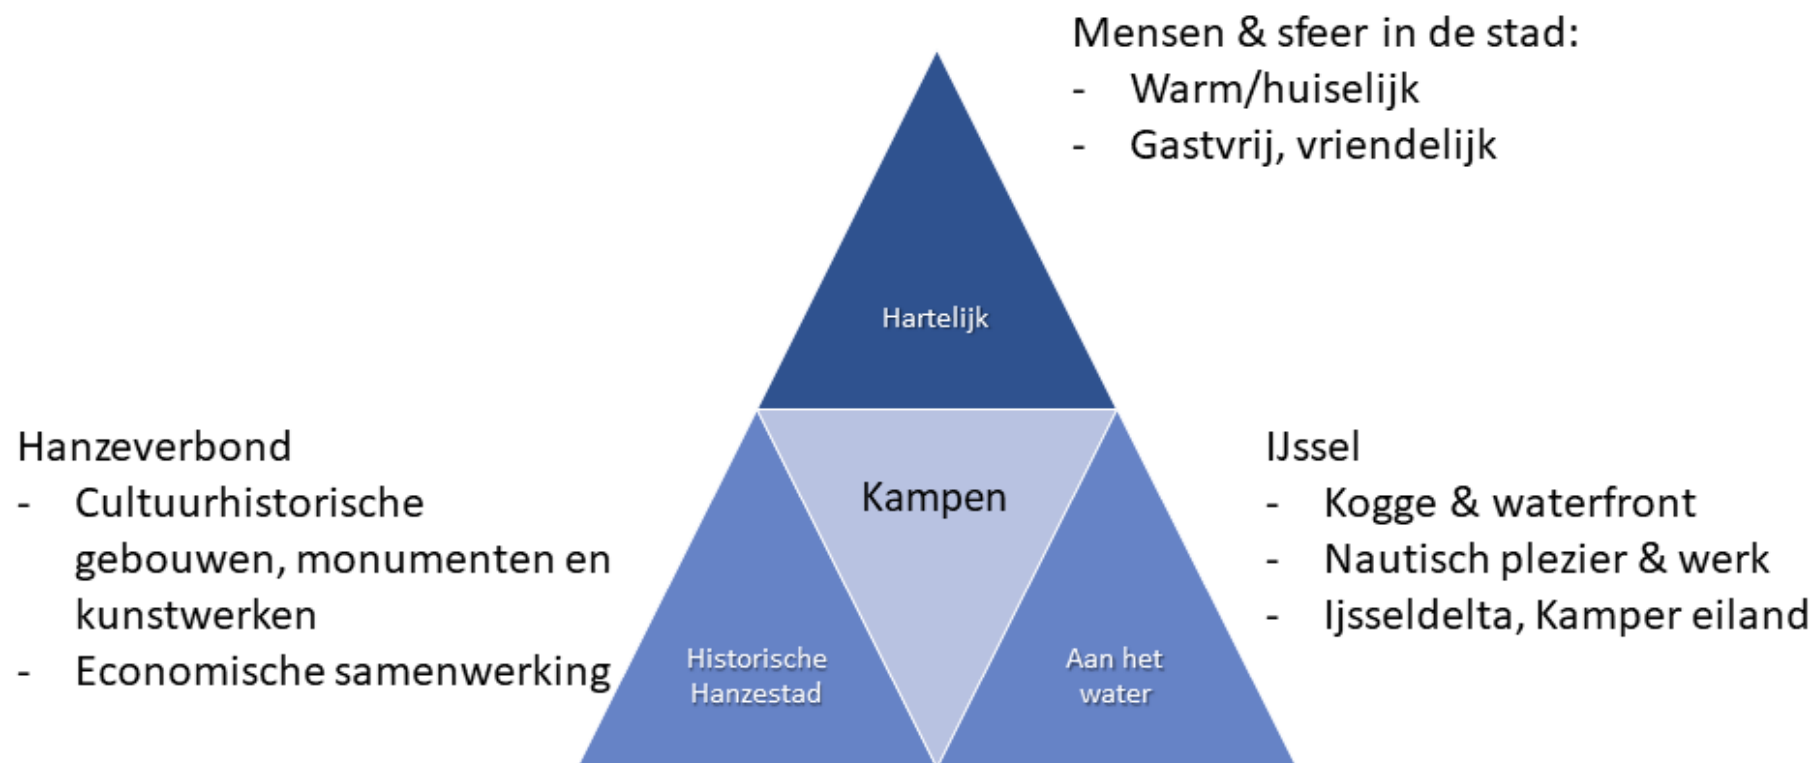 Mensen & sfeer in de stad:
- Warm/huiselijk
- Gastvrij, vriendelijk
Hartelijk
Hanzeverbond
- Cultuurhistorische
gebouwen, monumenten en
kunstwerken
- Economische samenwerking
Kampen
Historische
Hanzestad
Aan het
water
IJssel
- Kogge & waterfront
- Nautisch plezier & werk
- Ijsseldelta, Kamper eiland